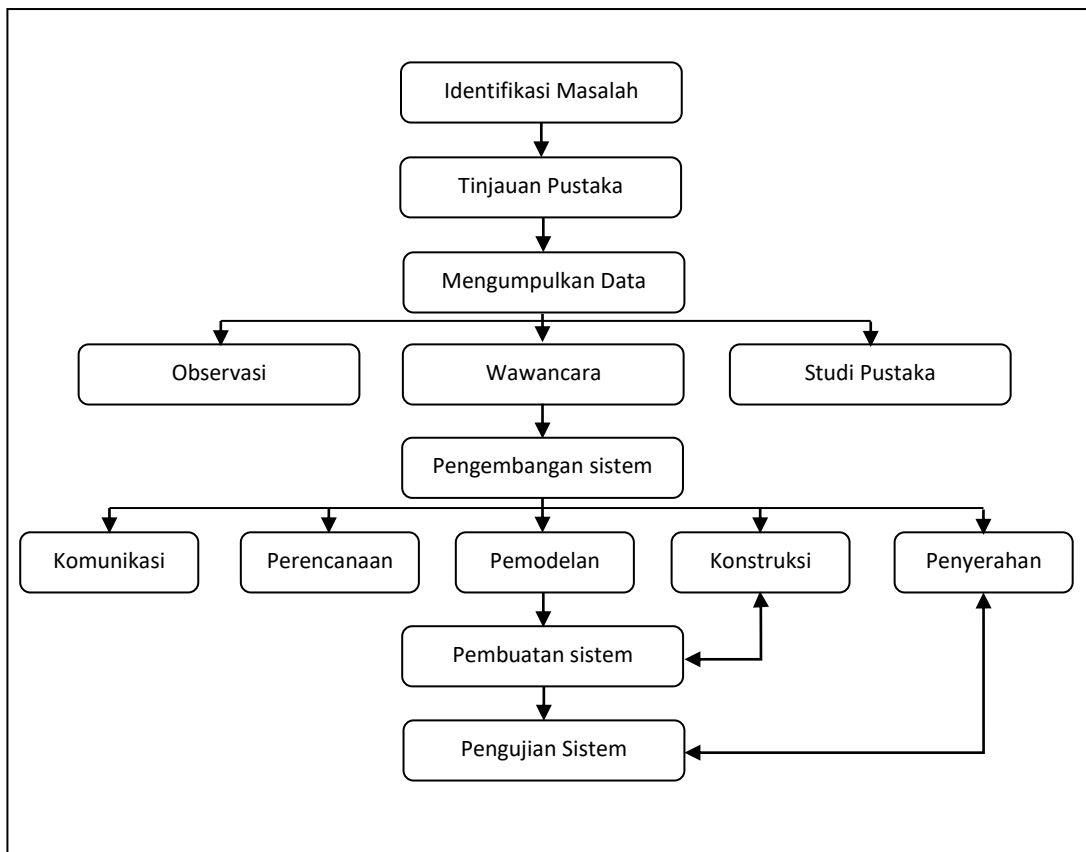 Identifikasi Masalah
Tinjauan Pustaka
Mengumpulkan Data
Observasi
Wawancara
Studi Pustaka
Pengembangan sistem
Komunikasi
Perencanaan
Pemodelan
Konstruksi
Penyerahan
Pembuatan sistem
Pengujian Sistem